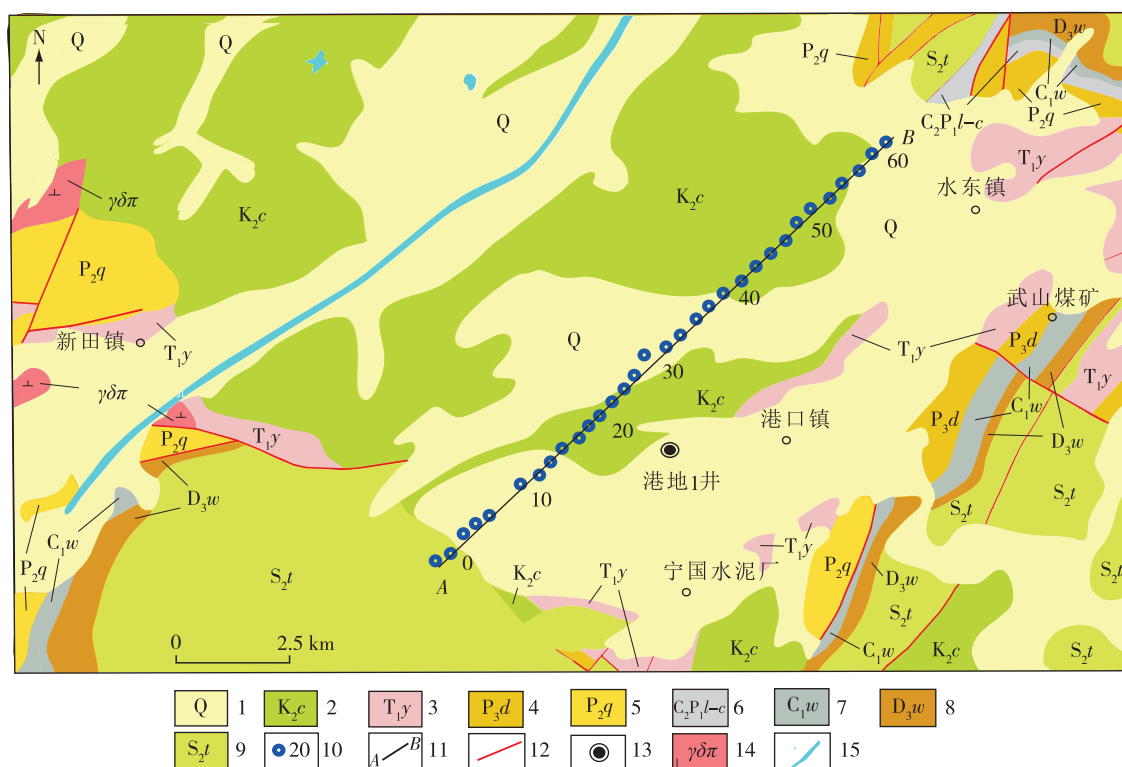 N
Q
Q
Q
P₂q
S₂t
D₃w
C₁w
P₂q
C₂P₁l-c
T₁y
B
60
水东镇
γδπ
K₂c
K₂c
50
Q
P₂q
40
武山煤矿
新田镇
T₁y
Q
30
T₁y
P₃d
T₁y
γδπ
K₂c
C₁w
P₂q
T₁y
20
港口镇
P₃d
D₃w
港地1井
D₃w
10
S₂t
S₂t
C₁w
T₁y
P₂q
0
A
K₂c
T₁y
宁国水泥厂
P₂q
D₃w
S₂t
S₂t
S₂t
0 2.5 km
K₂c
C₁w
K₂c
S₂t
Q 1 K₂c 2 T₁y 3 P₃d 4 P₂q 5 C₂P₁l-c 6 C₁w 7 D₃w 8
S₂t 9 20 10 A B 11 12 13 γδπ 14 15